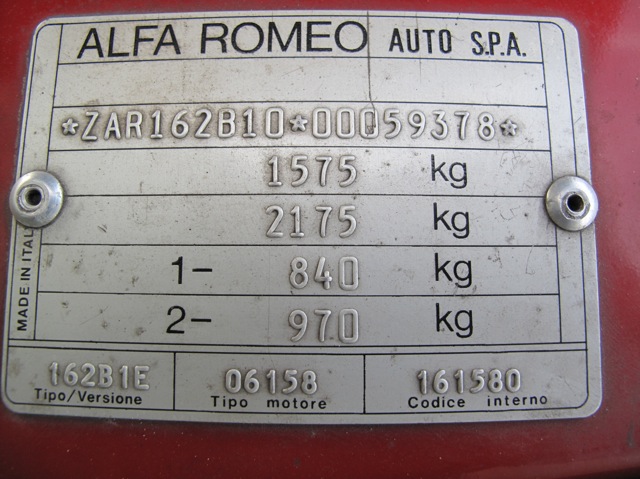 ALFA ROMEO AUTO S.P.A.
*ZAR162B10*00059378*
1575 kg
2175 kg
1- 840 kg
2- 970 kg
MADE IN ITALY
162B1E 06158 161580
Tipo/Versione Tipo motore Codice interno